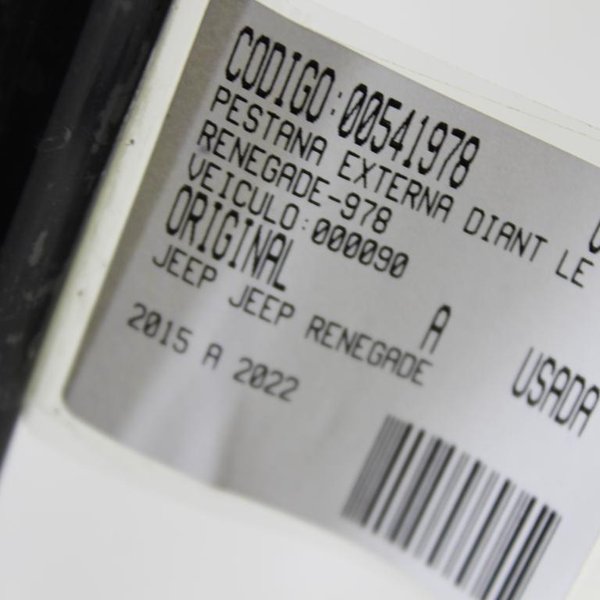 CODIGO:00541978
PESTANA EXTERNA DIANT LE
RENEGADE-978
VEICULO:000090
ORIGINAL A USADA
JEEP JEEP RENEGADE
2015 A 2022